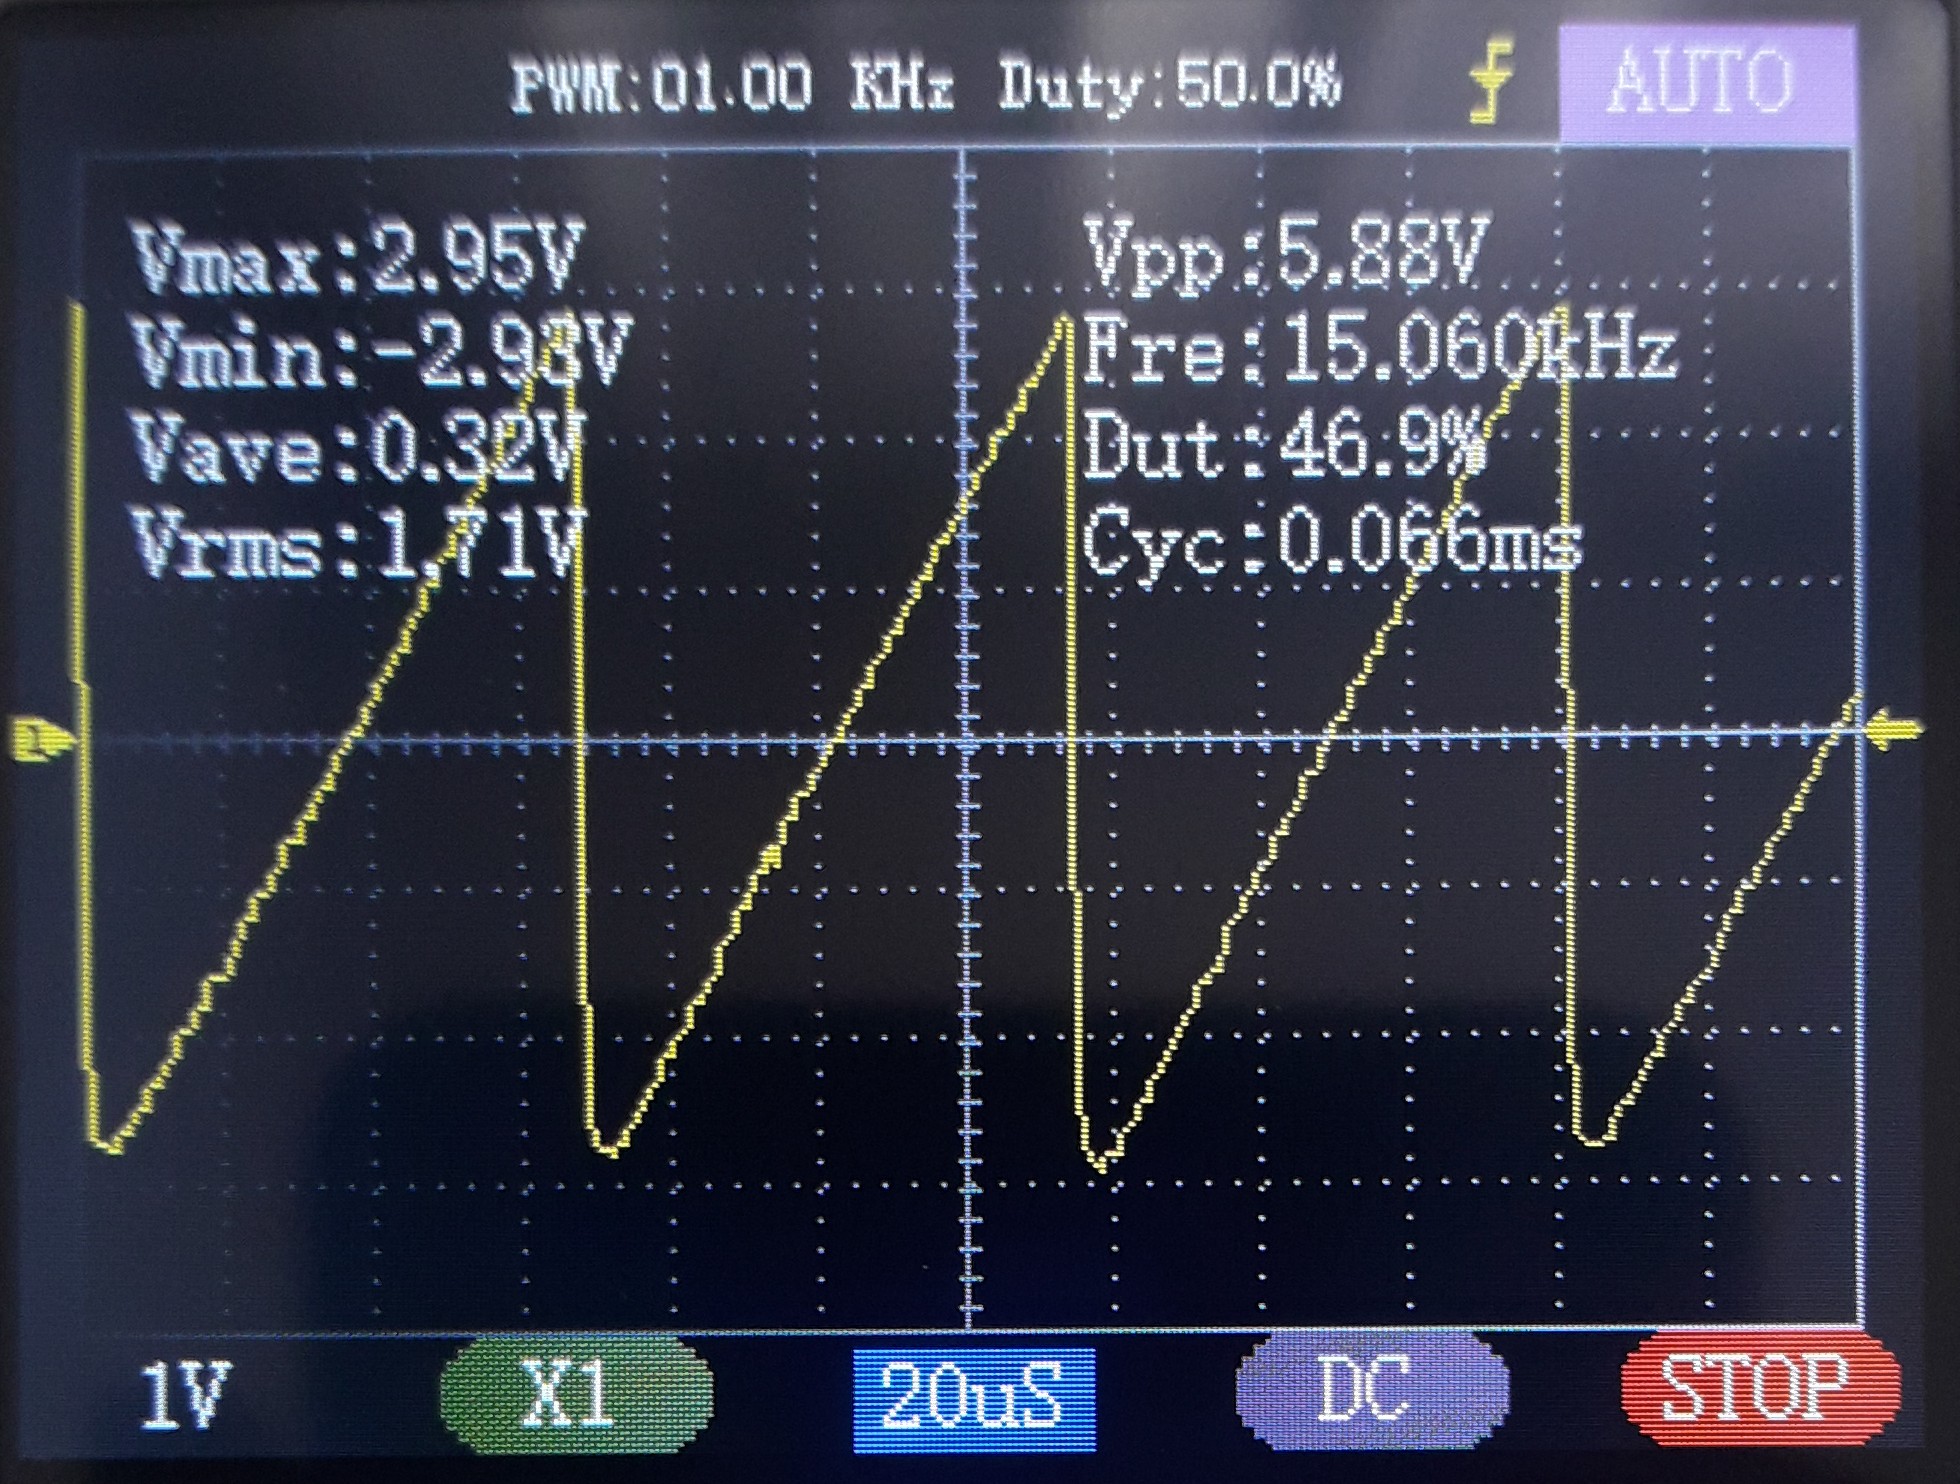 PWM:01.00 KHz Duty:50.0% AUTO
Vmax:2.95V Vpp:5.88V
Vmin:-2.93V Fre:15.060kHz
Vave:0.32V Dut:46.9%
Vrms:1.71V Cyc:0.066ms
1
1V X1 20uS DC STOP